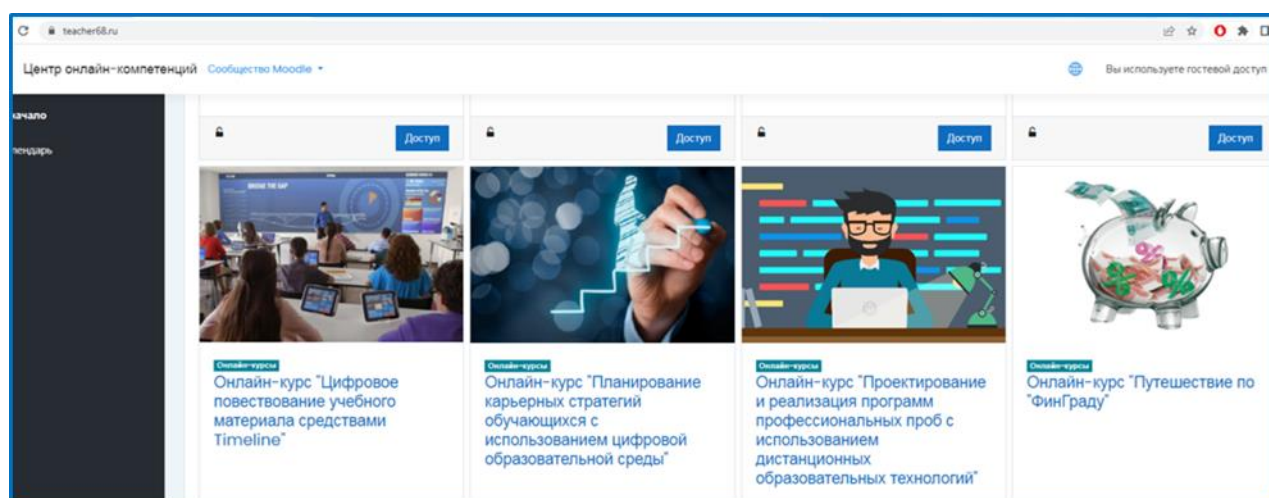 teacher68.ru
Центр онлайн-компетенций Сообщество Moodle Вы используете гостевой доступ
ачало
лендарь
Доступ Доступ Доступ Доступ
BRIDGE THE GAP
% % %
Онлайн-курсы
Онлайн-курс "Цифровое
повествование учебного
материала средствами
Timeline"
Онлайн-курсы
Онлайн-курс "Планирование
карьерных стратегий
обучающихся с
использованием цифровой
образовательной среды"
Онлайн-курсы
Онлайн-курс "Проектирование
и реализация программ
профессиональных проб с
использованием
дистанционных
образовательных технологий"
Онлайн-курсы
Онлайн-курс "Путешествие по
"ФинГраду"